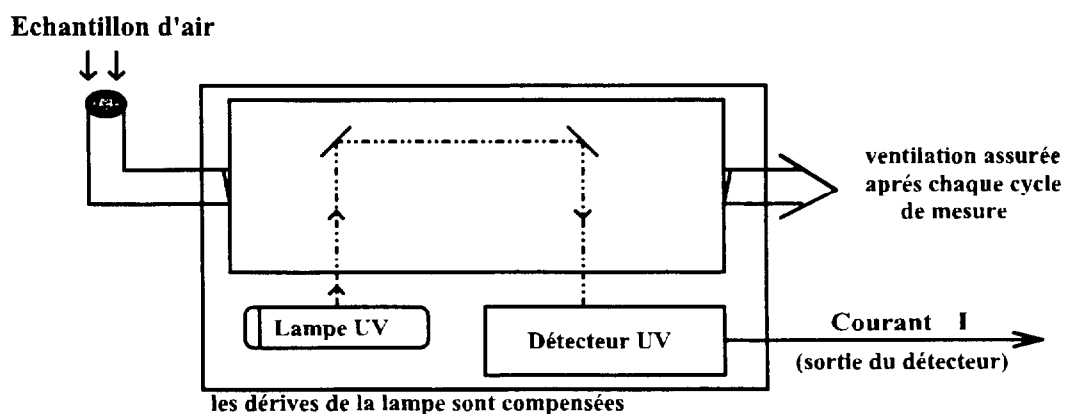 Echantillon d'air
ventilation assurée
aprés chaque cycle
de mesure
Lampe UV
Détecteur UV
Courant I
(sortie du détecteur)
les dérives de la lampe sont compensées